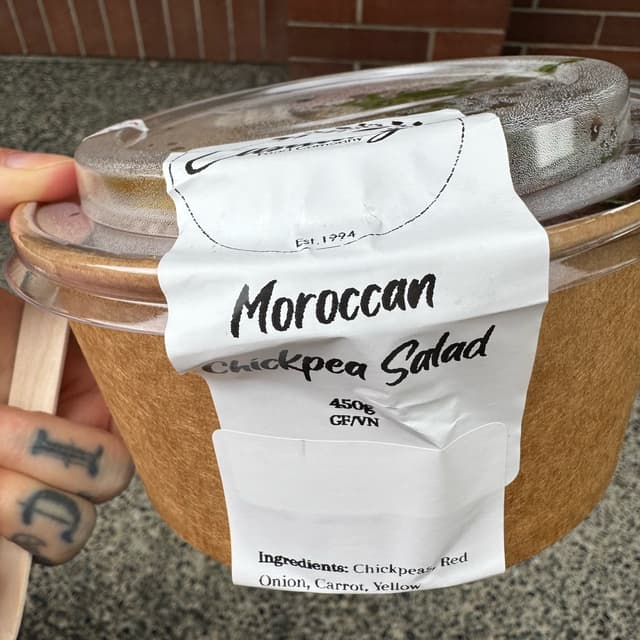 Est. 1994
Moroccan
Chickpea Salad
450g
GF/VN
Ingredients: Chickpeas, Red
Onion, Carrot, Yellow